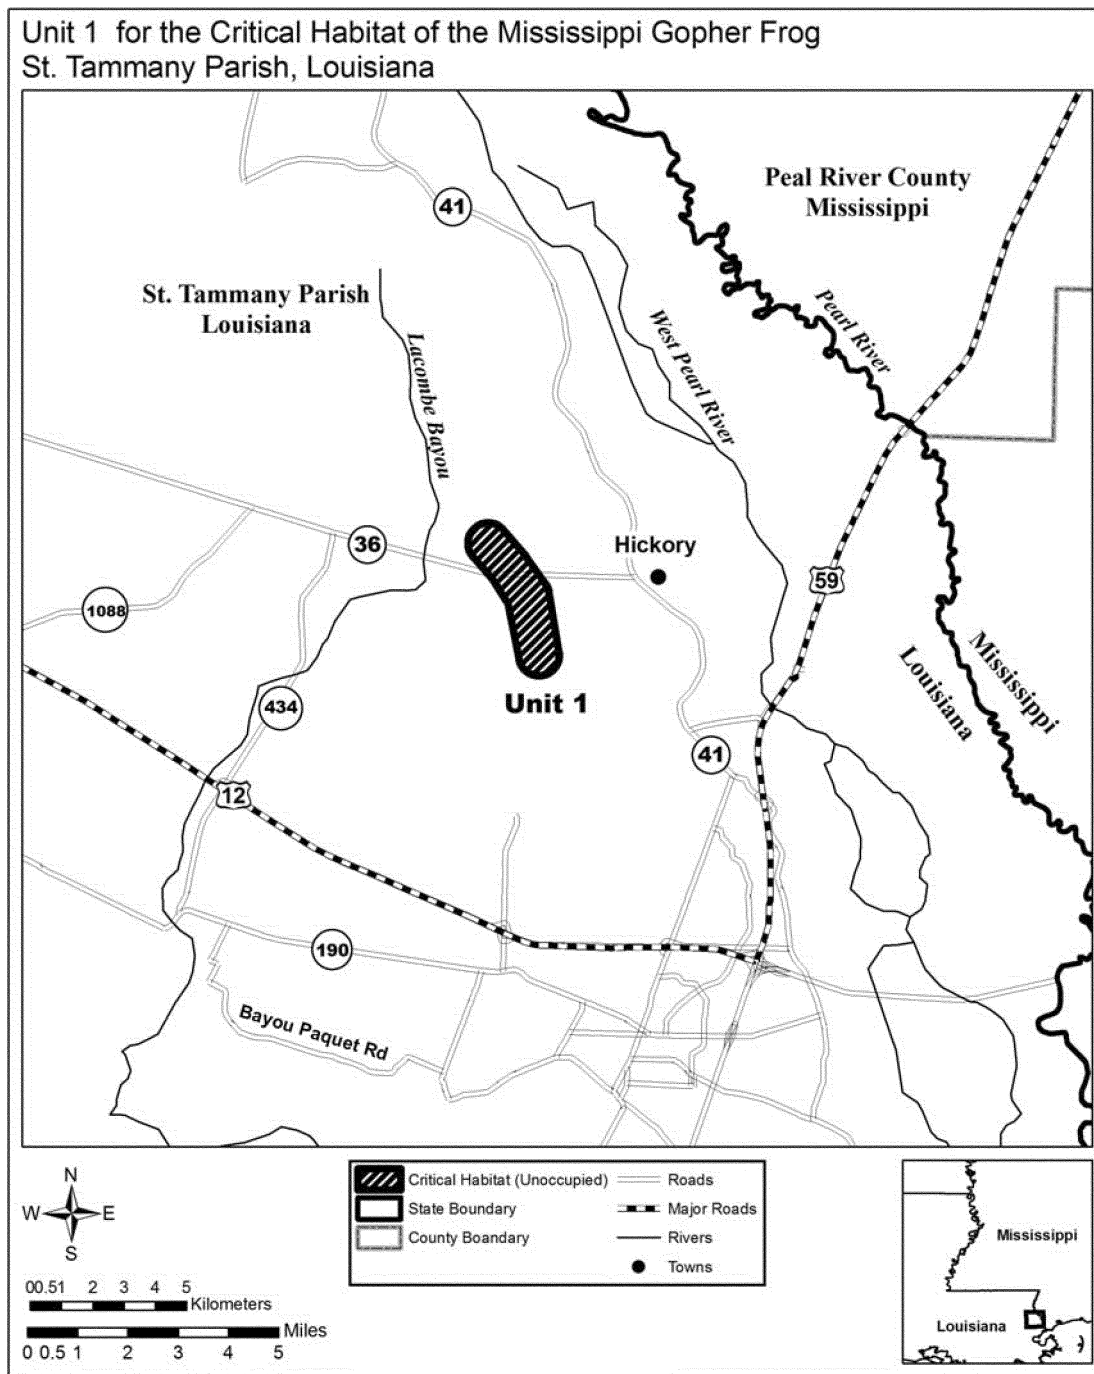 Unit 1 for the Critical Habitat of the Mississippi Gopher Frog
St. Tammany Parish, Louisiana
Peal River County
Mississippi
41
St. Tammany Parish
Louisiana
Lacombe Bayou
West Pearl River
Pearl River
36
Hickory
59
1088
Mississippi
Louisiana
434
Unit 1
41
12
190
Bayou Paquet Rd
N
W
E
S
00.51 2 3 4 5
Kilometers
Miles
0 0.5 1 2 3 4 5
Critical Habitat (Unoccupied)
State Boundary
County Boundary
Roads
Major Roads
Rivers
Towns
Mississippi
Louisiana